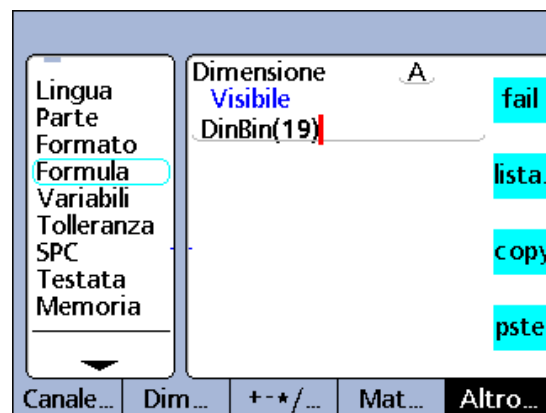 Lingua
Parte
Formato
Formula
Variabili
Tolleranza
SPC
Testata
Memoria
Dimensione A
Visibile
DinBin(19)
fail
lista.
copy
pste
Canale... Dim... +-*/... Mat... Altro...